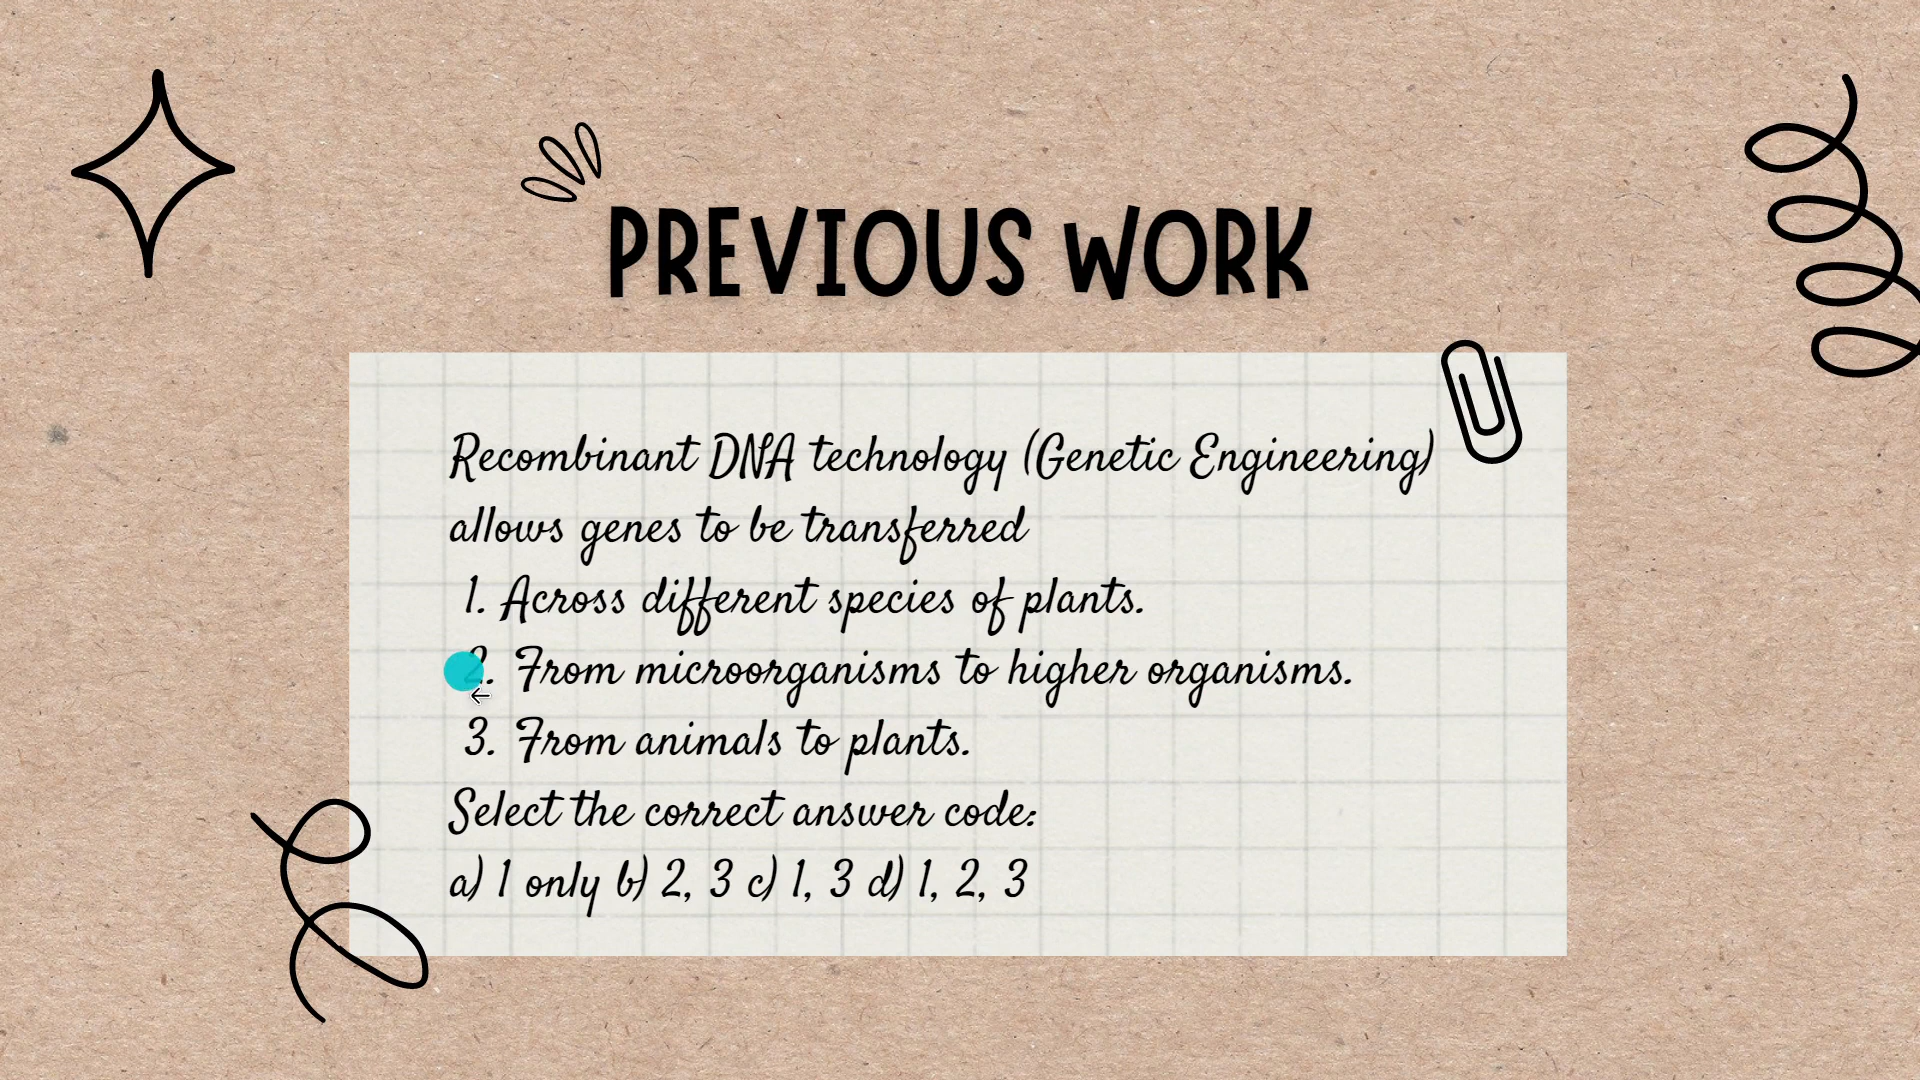 PREVIOUS WORK
Recombinant DNA technology (Genetic Engineering)
allows genes to be transferred
1. Across different species of plants.
2. From microorganisms to higher organisms.
3. From animals to plants.
Select the correct answer code:
a) 1 only b) 2, 3 c) 1, 3 d) 1, 2, 3